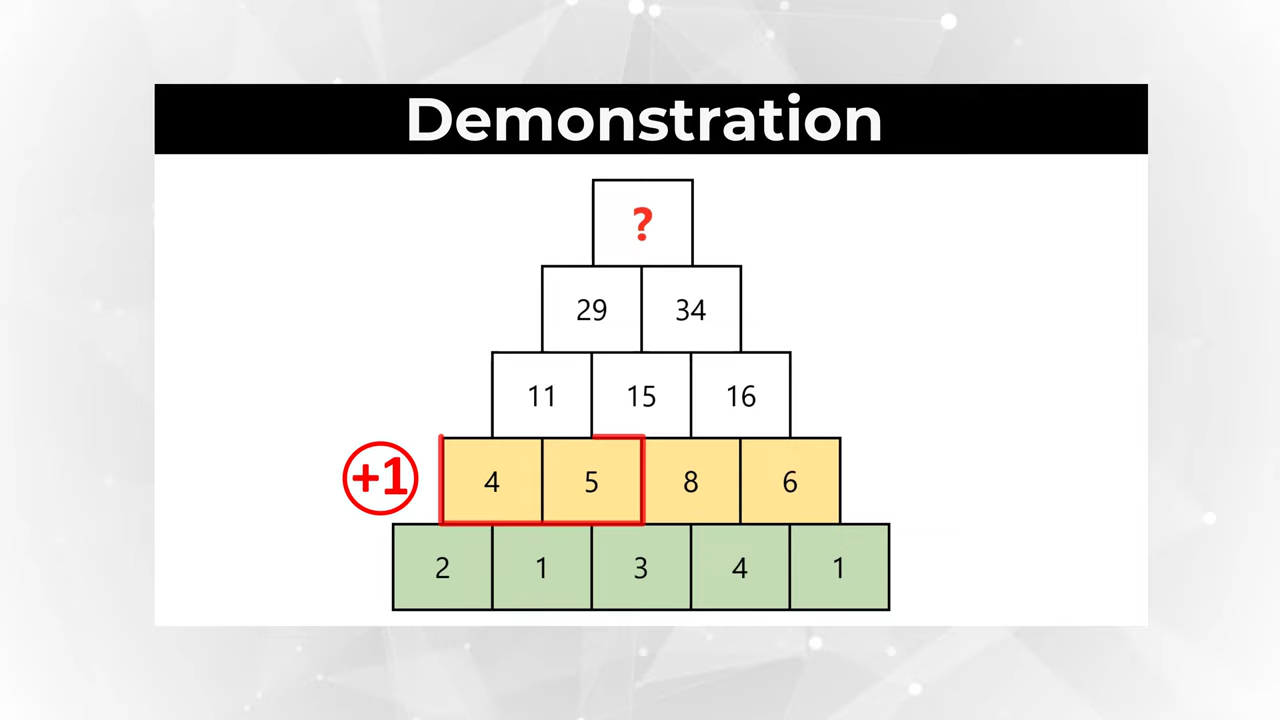 Demonstration
?
29 34
11 15 16
+1 4 5 8 6
2 1 3 4 1